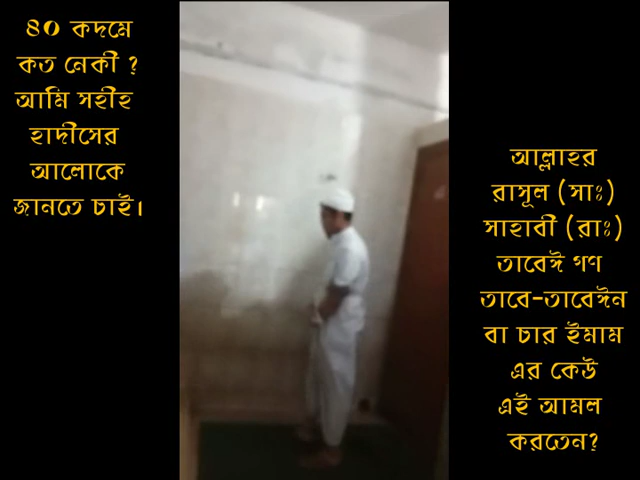 ৪০ কদমে
কত নেকী ?
আমি সহীহ
হাদীসের
আলোকে
জানতে চাই।
আল্লাহর
রাসূল (সাঃ)
সাহাবী (রাঃ)
তাবেঈ গণ
তাবে-তাবেঈন
বা চার ইমাম
এর কেউ
এই আমল
করতেন?